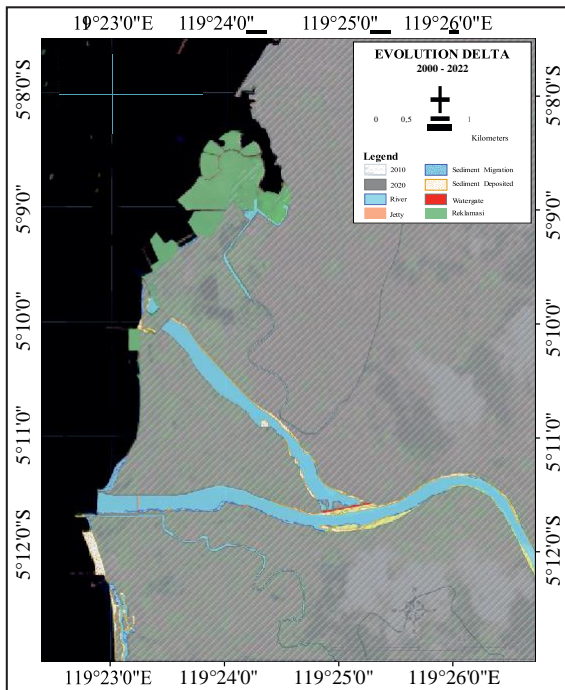 119°23'0"E 119°24'0" 119°25'0" 119°26'0"E
EVOLUTION DELTA
2000 - 2022
0 0,5 1
Kilometers
Legend
2010
2020
River
Jetty
Sediment Migration
Sediment Deposited
Watergate
Reklamasi
5°8'0"S
5°9'0"
5°10'0"
5°11'0"
5°12'0"S
5°8'0"S
5°9'0"
5°10'0"
5°11'0"
5°12'0"S
119°23'0"E 119°24'0" 119°25'0" 119°26'0"E